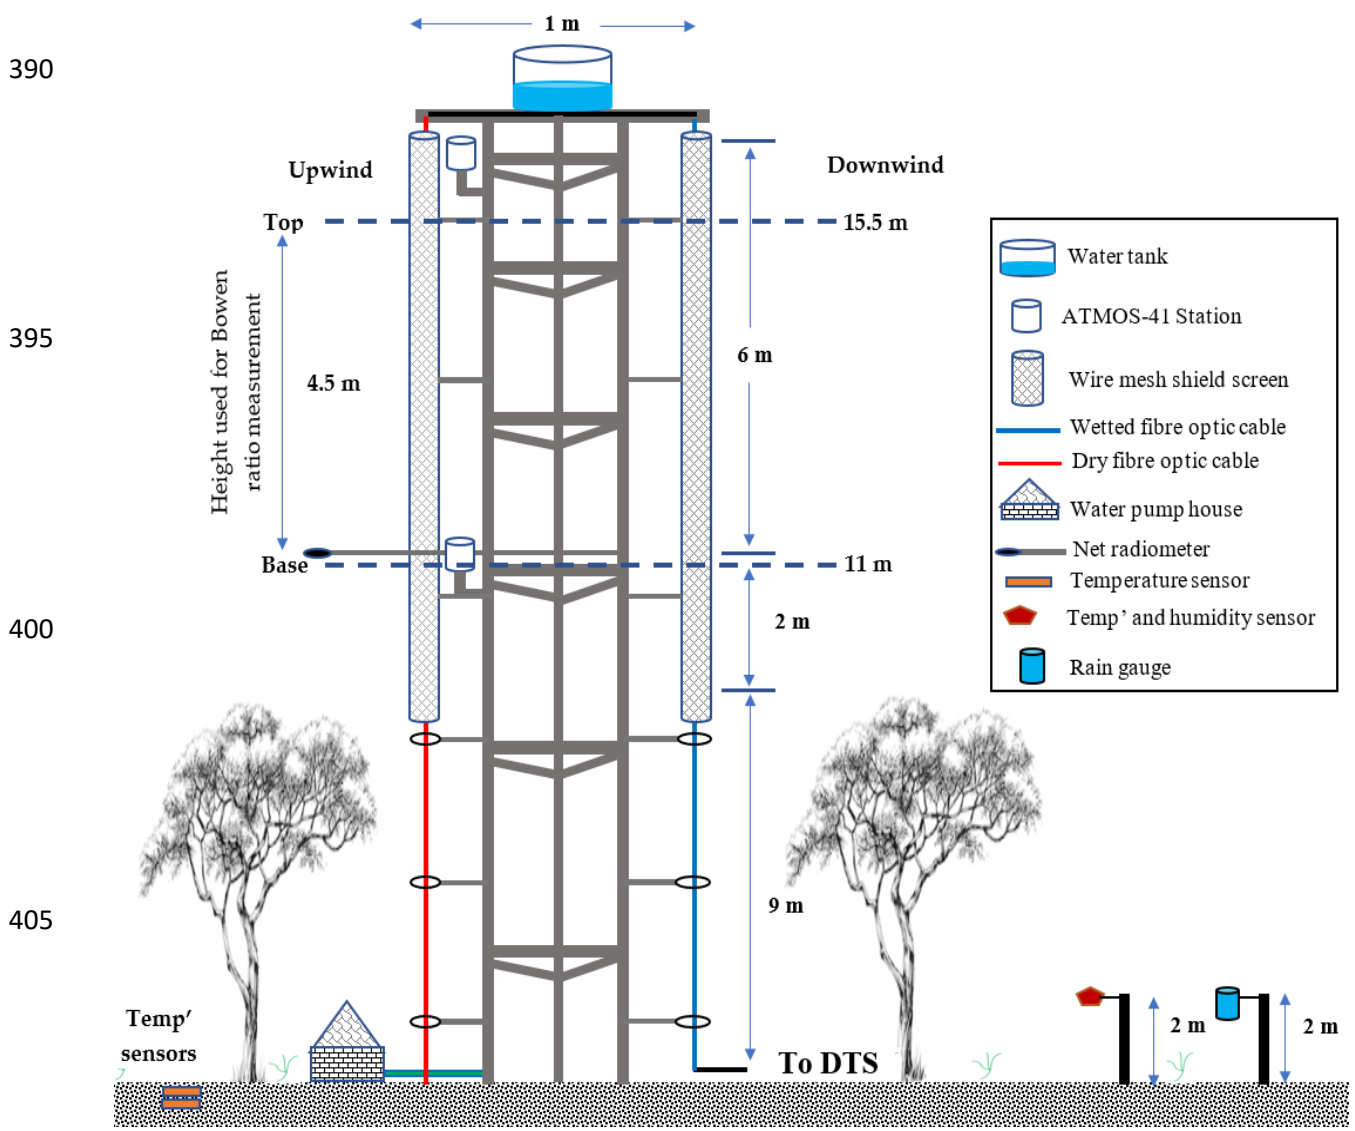 1 m
390
Upwind
Downwind
Top
15.5 m
Water tank
ATMOS-41 Station
395
Height used for Bowen
ratio measurement
4.5 m
6 m
Wire mesh shield screen
Wetted fibre optic cable
Dry fibre optic cable
Water pump house
Net radiometer
Base
11 m
Temperature sensor
400
2 m
Temp’ and humidity sensor
Rain gauge
405
9 m
Temp’
sensors
2 m
2 m
To DTS